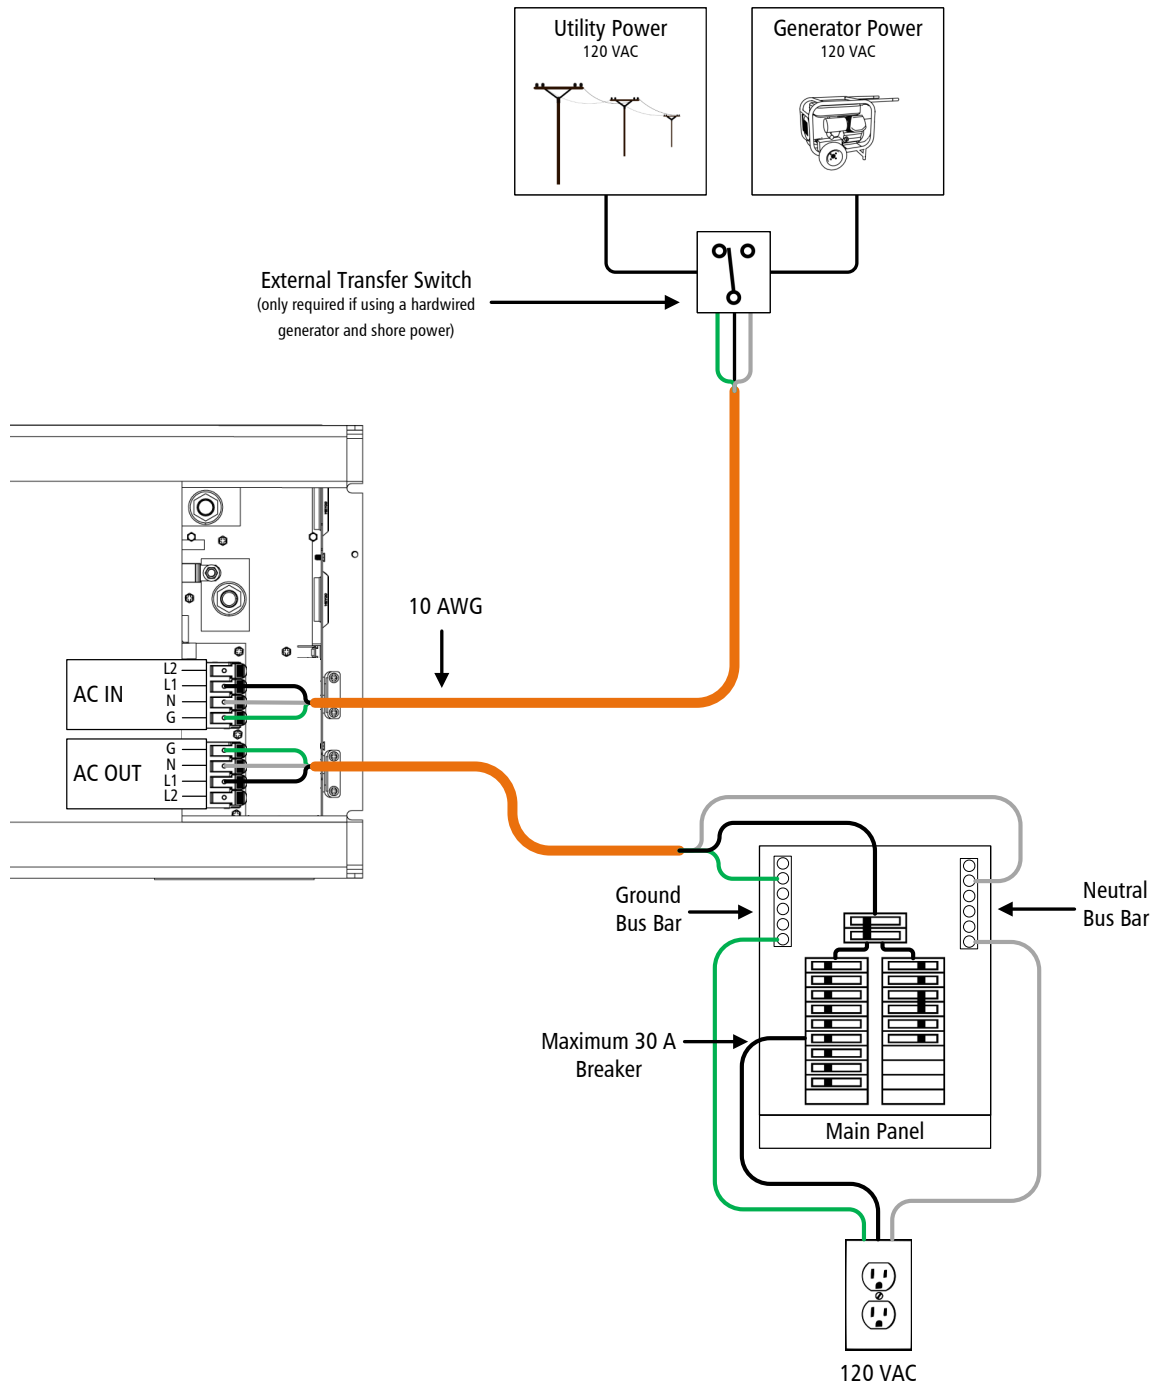 Utility Power
120 VAC
Generator Power
120 VAC
External Transfer Switch
(only required if using a hardwired
generator and shore power)
10 AWG
AC IN
L2
L1
N
G
AC OUT
G
N
L1
L2
Ground
Bus Bar
Neutral
Bus Bar
Maximum 30 A
Breaker
Main Panel
120 VAC